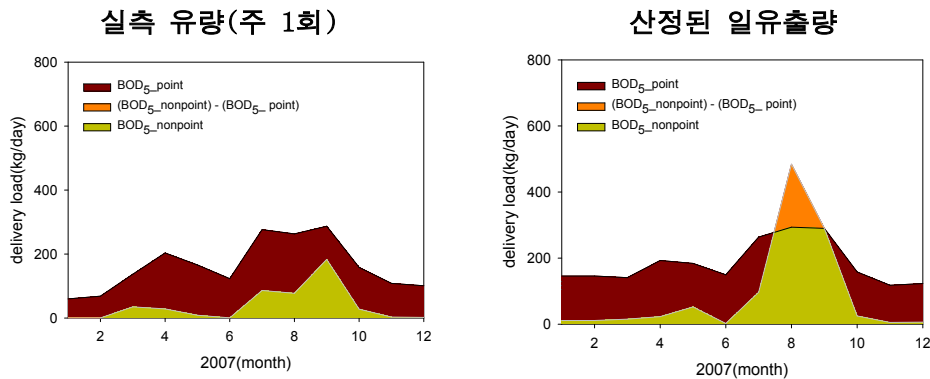 실측 유량(주 1회)
800
600
400
200
0
delivery load(kg/day)
BOD5_point
(BOD5_nonpoint) - (BOD5_ point)
BOD5_nonpoint
2 4 6 8 10 12
2007(month)
산정된 일유출량
800
600
400
200
0
delivery load(kg/day)
BOD5_point
(BOD5_nonpoint) - (BOD5_ point)
BOD5_nonpoint
2 4 6 8 10 12
2007(month)